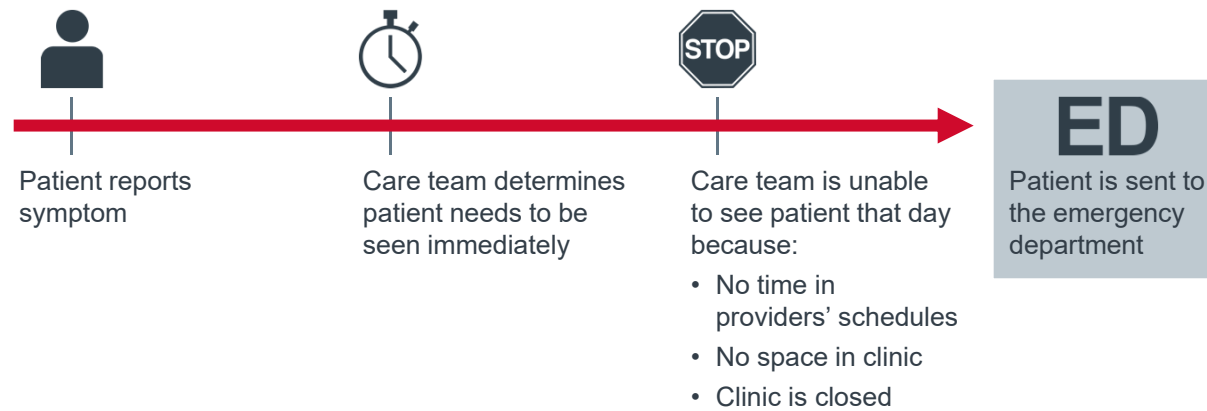 STOP
Patient reports
symptom
Care team determines
patient needs to be
seen immediately
Care team is unable
to see patient that day
because:
• No time in
providers’ schedules
• No space in clinic
• Clinic is closed
ED
Patient is sent to
the emergency
department